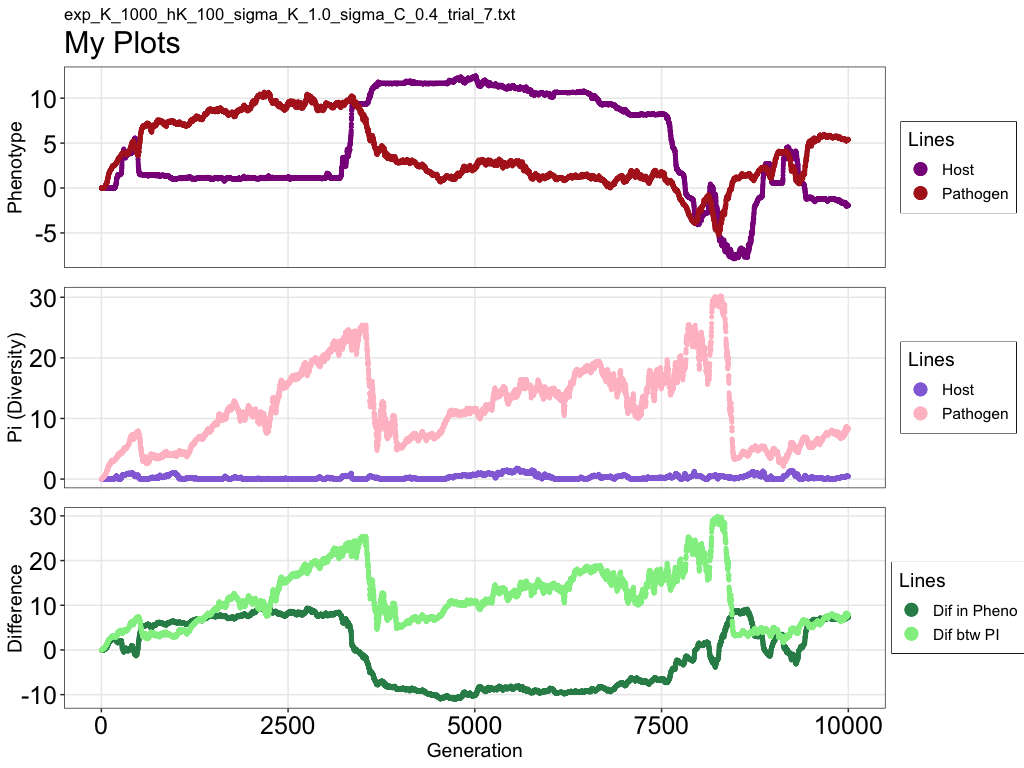 exp_K_1000_hK_100_sigma_K_1.0_sigma_C_0.4_trial_7.txt
My Plots
Phenotype
10
5
0
-5
Lines
Host
Pathogen
Pi (Diversity)
30
20
10
0
Lines
Host
Pathogen
Difference
30
20
10
0
-10
Lines
Dif in Pheno
Dif btw PI
0 2500 5000 7500 10000
Generation